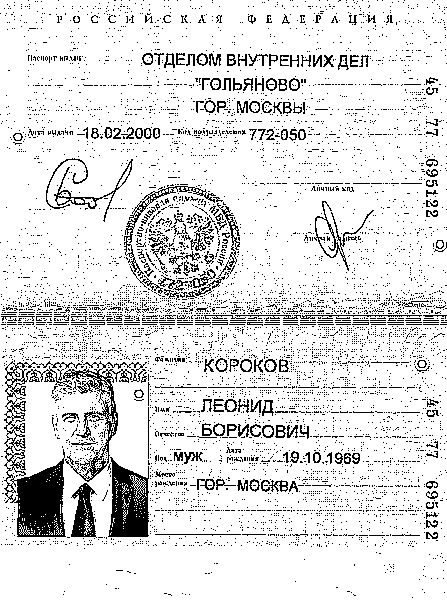 РОССИЙСКАЯ ФЕДЕРАЦИЯ
Паспорт выдан ОТДЕЛОМ ВНУТРЕННИХ ДЕЛ
"ГОЛЬЯНОВО"
ГОР. МОСКВЫ
Дата выдачи 18.02.2000 Код подразделения 772-050
Личный код
45 77 695122
Фамилия КОРОКОВ
Имя ЛЕОНИД
Отчество БОРИСОВИЧ
Пол МУЖ. Дата рождения 19.10.1969
Место рождения ГОР. МОСКВА
45 77 695122